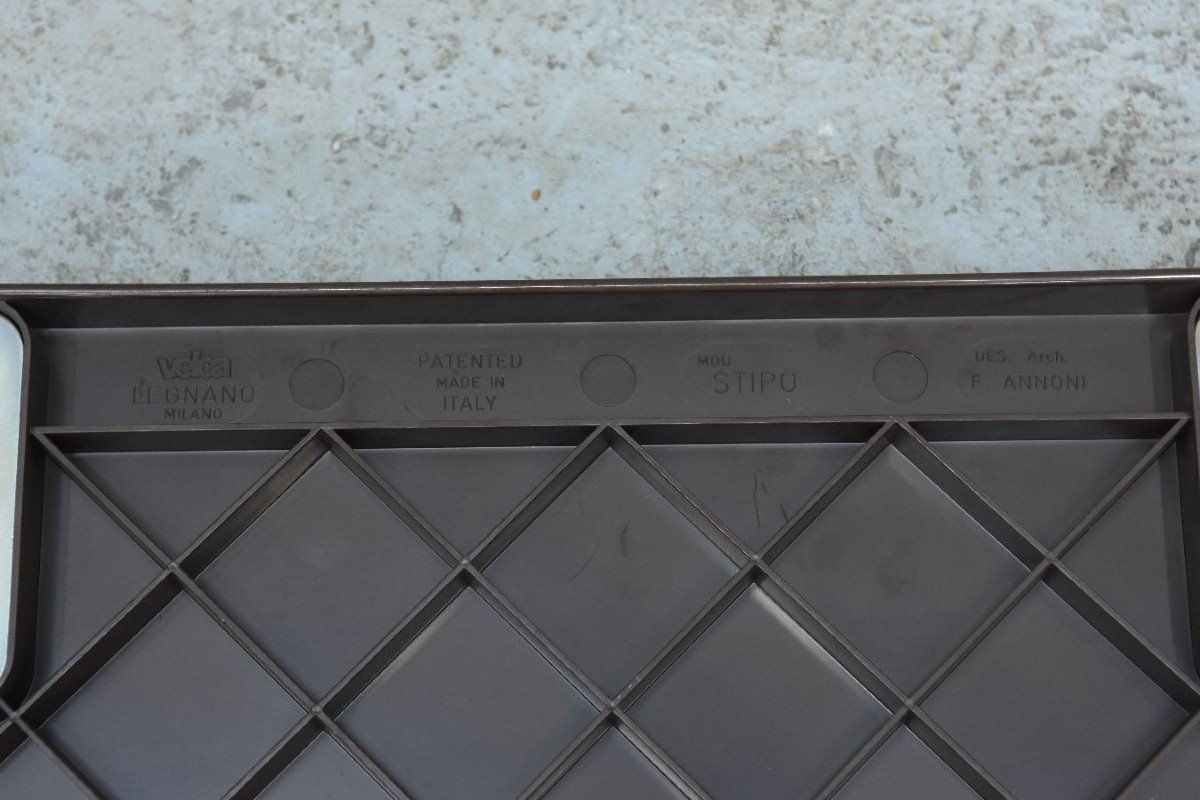 velca
LEGNANO
MILANO
PATENTED
MADE IN
ITALY
MOD.
STIPO
DES. Arch.
F. ANNONI